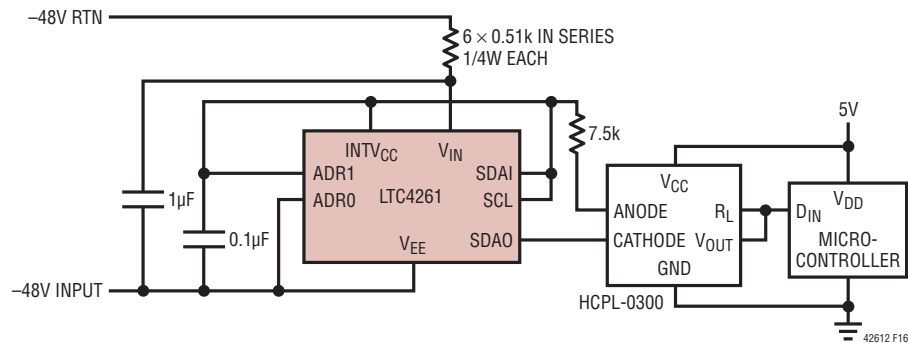 –48V RTN
6 × 0.51k IN SERIES
1/4W EACH
7.5k
5V
INTVCC
VIN
ADR1
LTC4261
SDAI
ADR0
SCL
VEE
SDAO
1µF
0.1µF
–48V INPUT
VCC
ANODE
RL
CATHODE
VOUT
GND
HCPL-0300
VDD
DIN
MICRO-
CONTROLLER
42612 F16